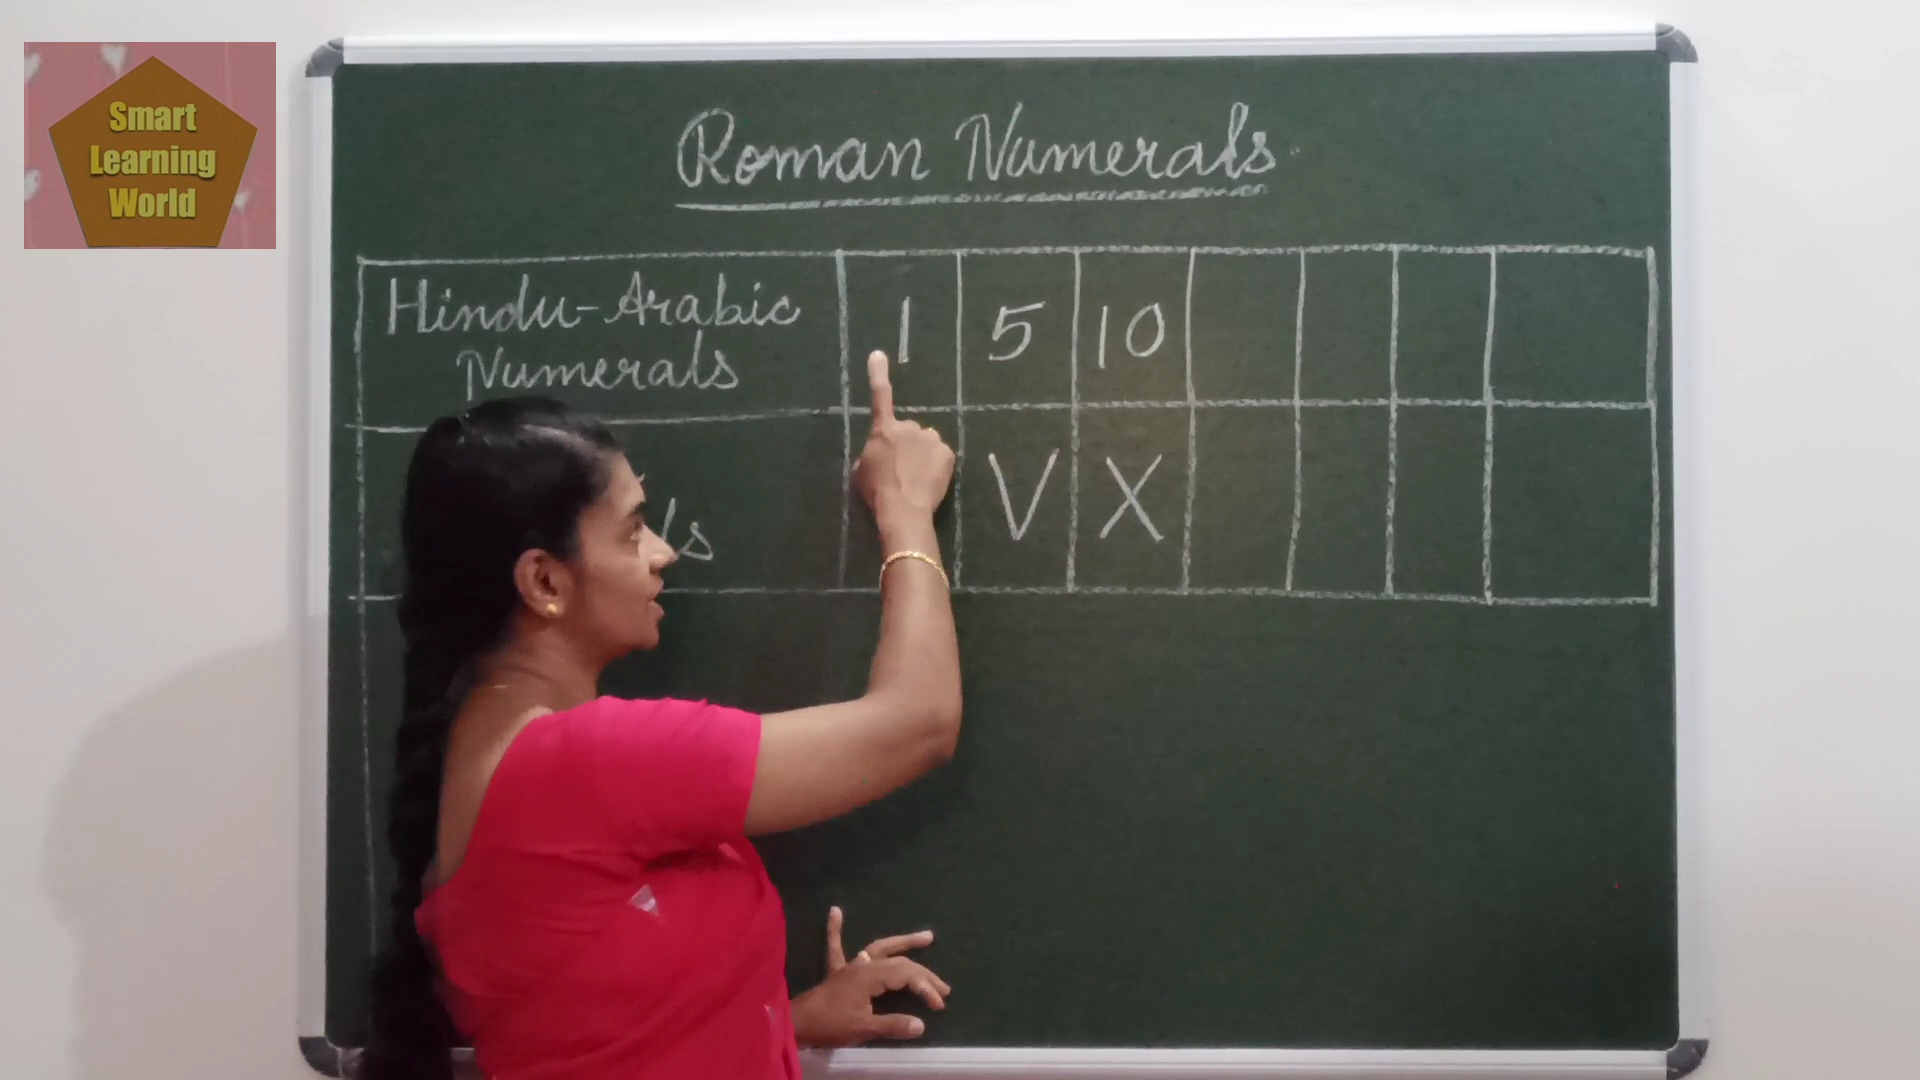 Smart
Learning
World
Roman Numerals
Hindu-Arabic
Numerals
1 5 10
V X